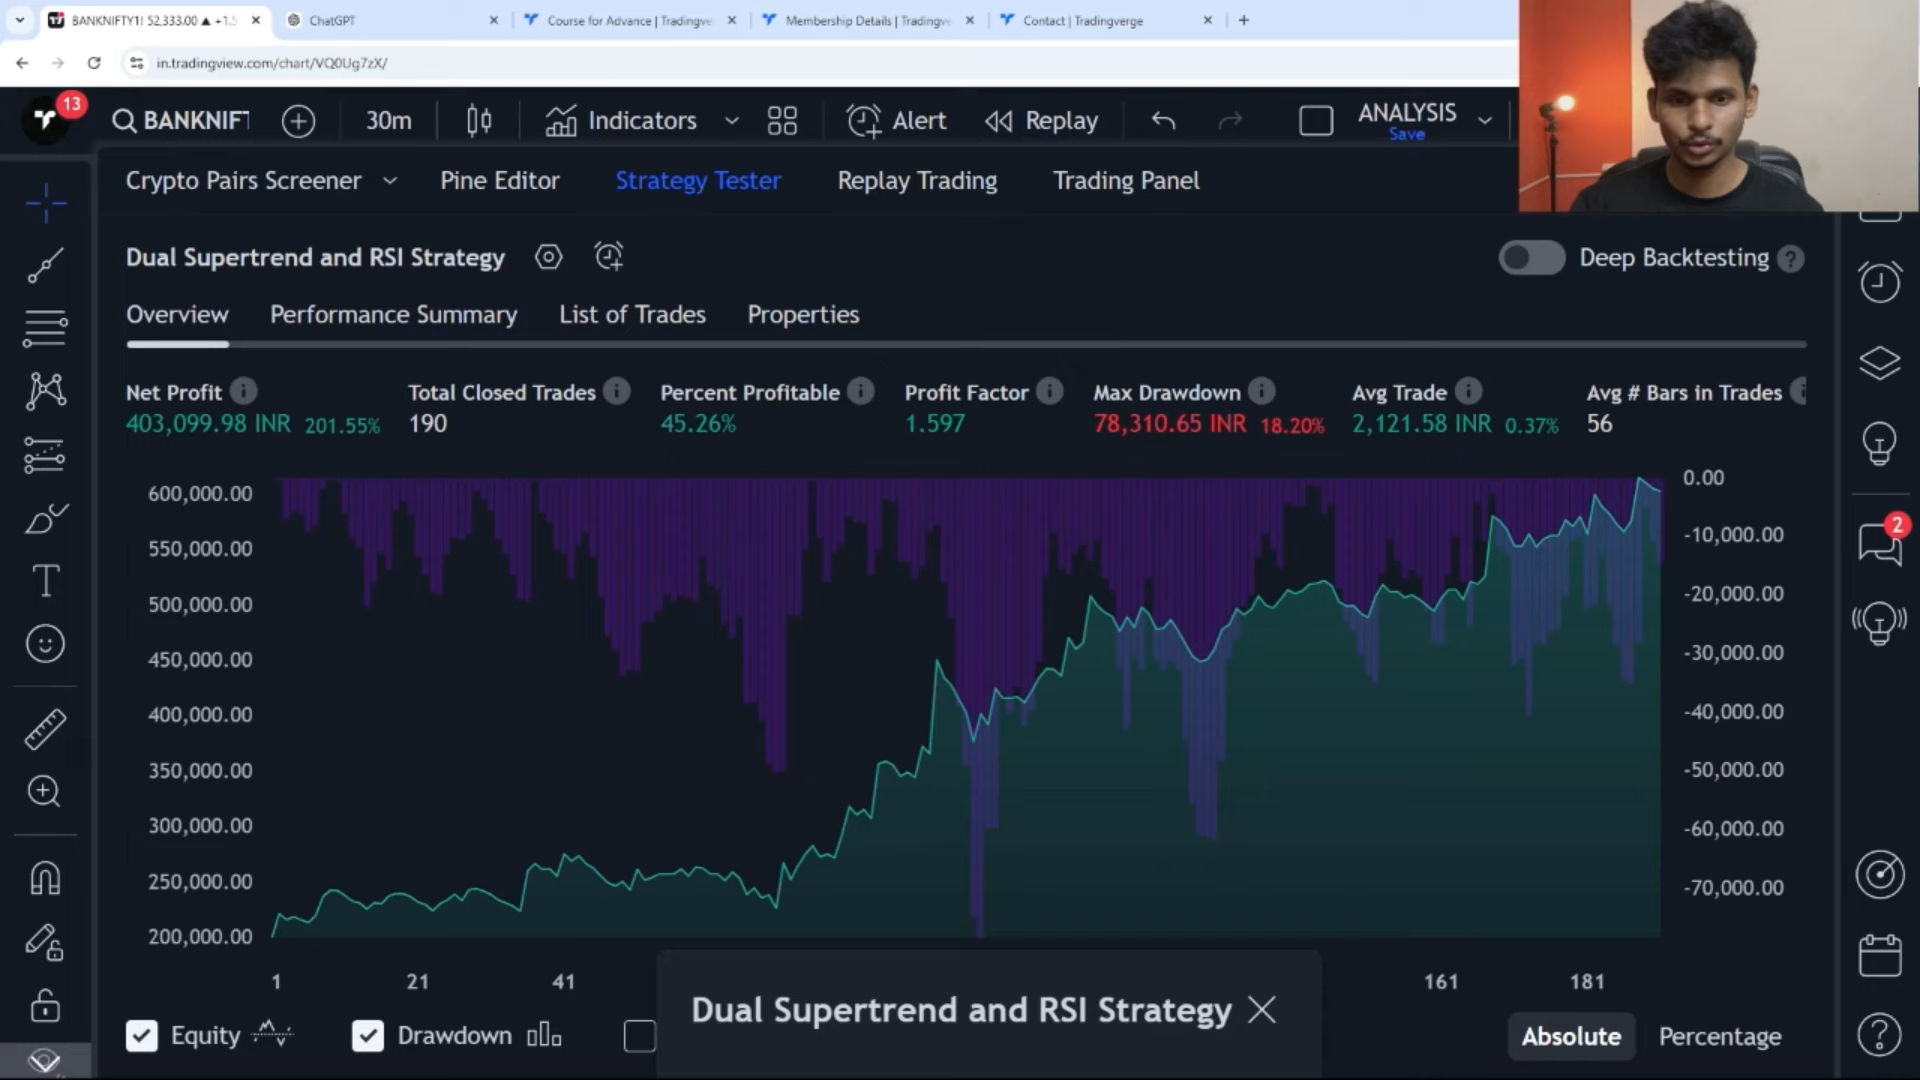 BANKNIFTY1! 52,333.00 ▲ +1.5
ChatGPT
Course for Advance | Tradingve
Membership Details | Tradingve
Contact | Tradingverge
in.tradingview.com/chart/VQ0Ug7zX/
13
BANKNIFT
30m
Indicators
Alert
Replay
ANALYSIS
Save
Crypto Pairs Screener
Pine Editor
Strategy Tester
Replay Trading
Trading Panel
Dual Supertrend and RSI Strategy
Deep Backtesting
Overview
Performance Summary
List of Trades
Properties
Net Profit
Total Closed Trades
Percent Profitable
Profit Factor
Max Drawdown
Avg Trade
Avg # Bars in Trades
403,099.98 INR 201.55%
190
45.26%
1.597
78,310.65 INR 18.20%
2,121.58 INR 0.37%
56
600,000.00
550,000.00
500,000.00
450,000.00
400,000.00
350,000.00
300,000.00
250,000.00
200,000.00
0.00
-10,000.00
-20,000.00
-30,000.00
-40,000.00
-50,000.00
-60,000.00
-70,000.00
2
1
21
41
161
181
Equity
Drawdown
Dual Supertrend and RSI Strategy
Absolute
Percentage